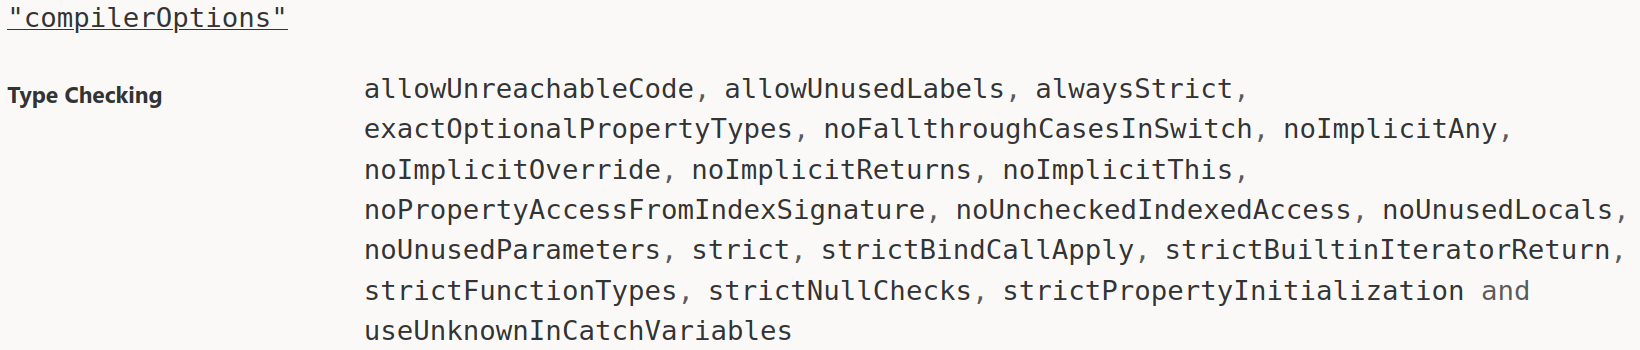 "compilerOptions"
Type Checking
allowUnreachableCode, allowUnusedLabels, alwaysStrict,
exactOptionalPropertyTypes, noFallthroughCasesInSwitch, noImplicitAny,
noImplicitOverride, noImplicitReturns, noImplicitThis,
noPropertyAccessFromIndexSignature, noUncheckedIndexedAccess, noUnusedLocals,
noUnusedParameters, strict, strictBindCallApply, strictBuiltinIteratorReturn,
strictFunctionTypes, strictNullChecks, strictPropertyInitialization and
useUnknownInCatchVariables